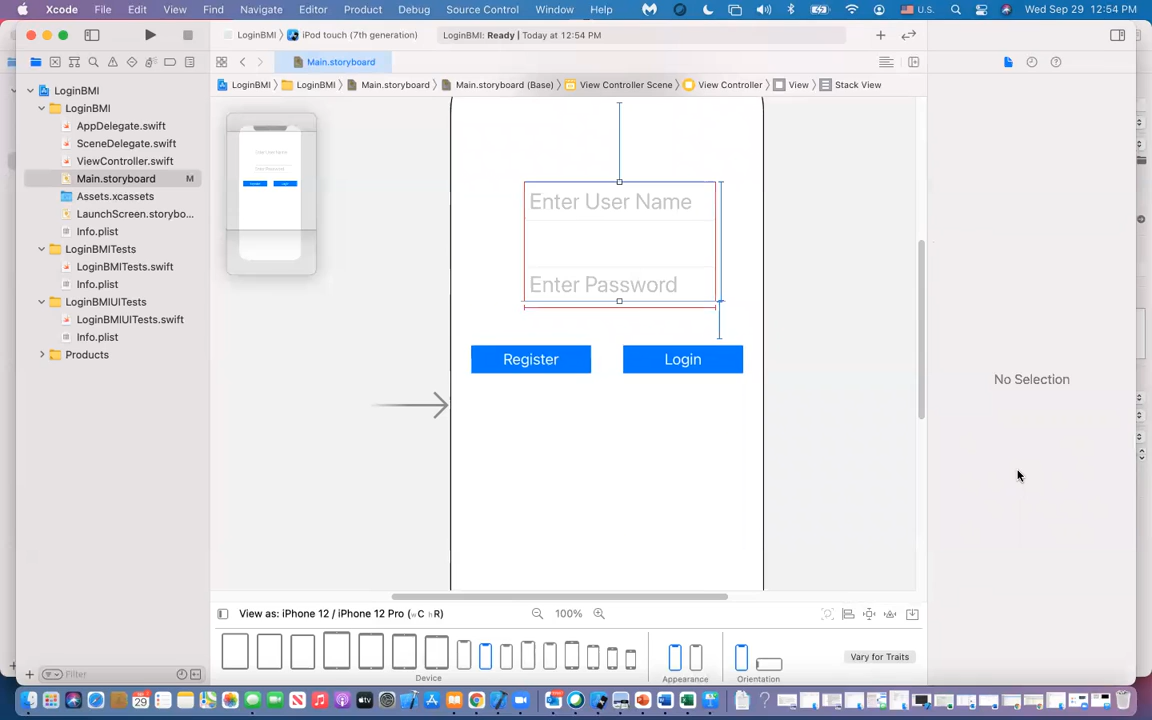 Xcode File Edit View Find Navigate Editor Product Debug Source Control Window Help U.S. Wed Sep 29 12:54 PM
LoginBMI iPod touch (7th generation) LoginBMI: Ready | Today at 12:54 PM
Main.storyboard
LoginBMI LoginBMI Main.storyboard Main.storyboard (Base) View Controller Scene View Controller View Stack View
LoginBMI
LoginBMI
AppDelegate.swift
SceneDelegate.swift
ViewController.swift
Main.storyboard M
Assets.xcassets
LaunchScreen.storybo...
Info.plist
LoginBMITests
LoginBMITests.swift
Info.plist
LoginBMIUITests
LoginBMIUITests.swift
Info.plist
Products
Enter User Name
Enter Password
Register Login
No Selection
View as: iPhone 12 / iPhone 12 Pro (wC hR) 100%
Vary for Traits
Device Appearance Orientation
Filter